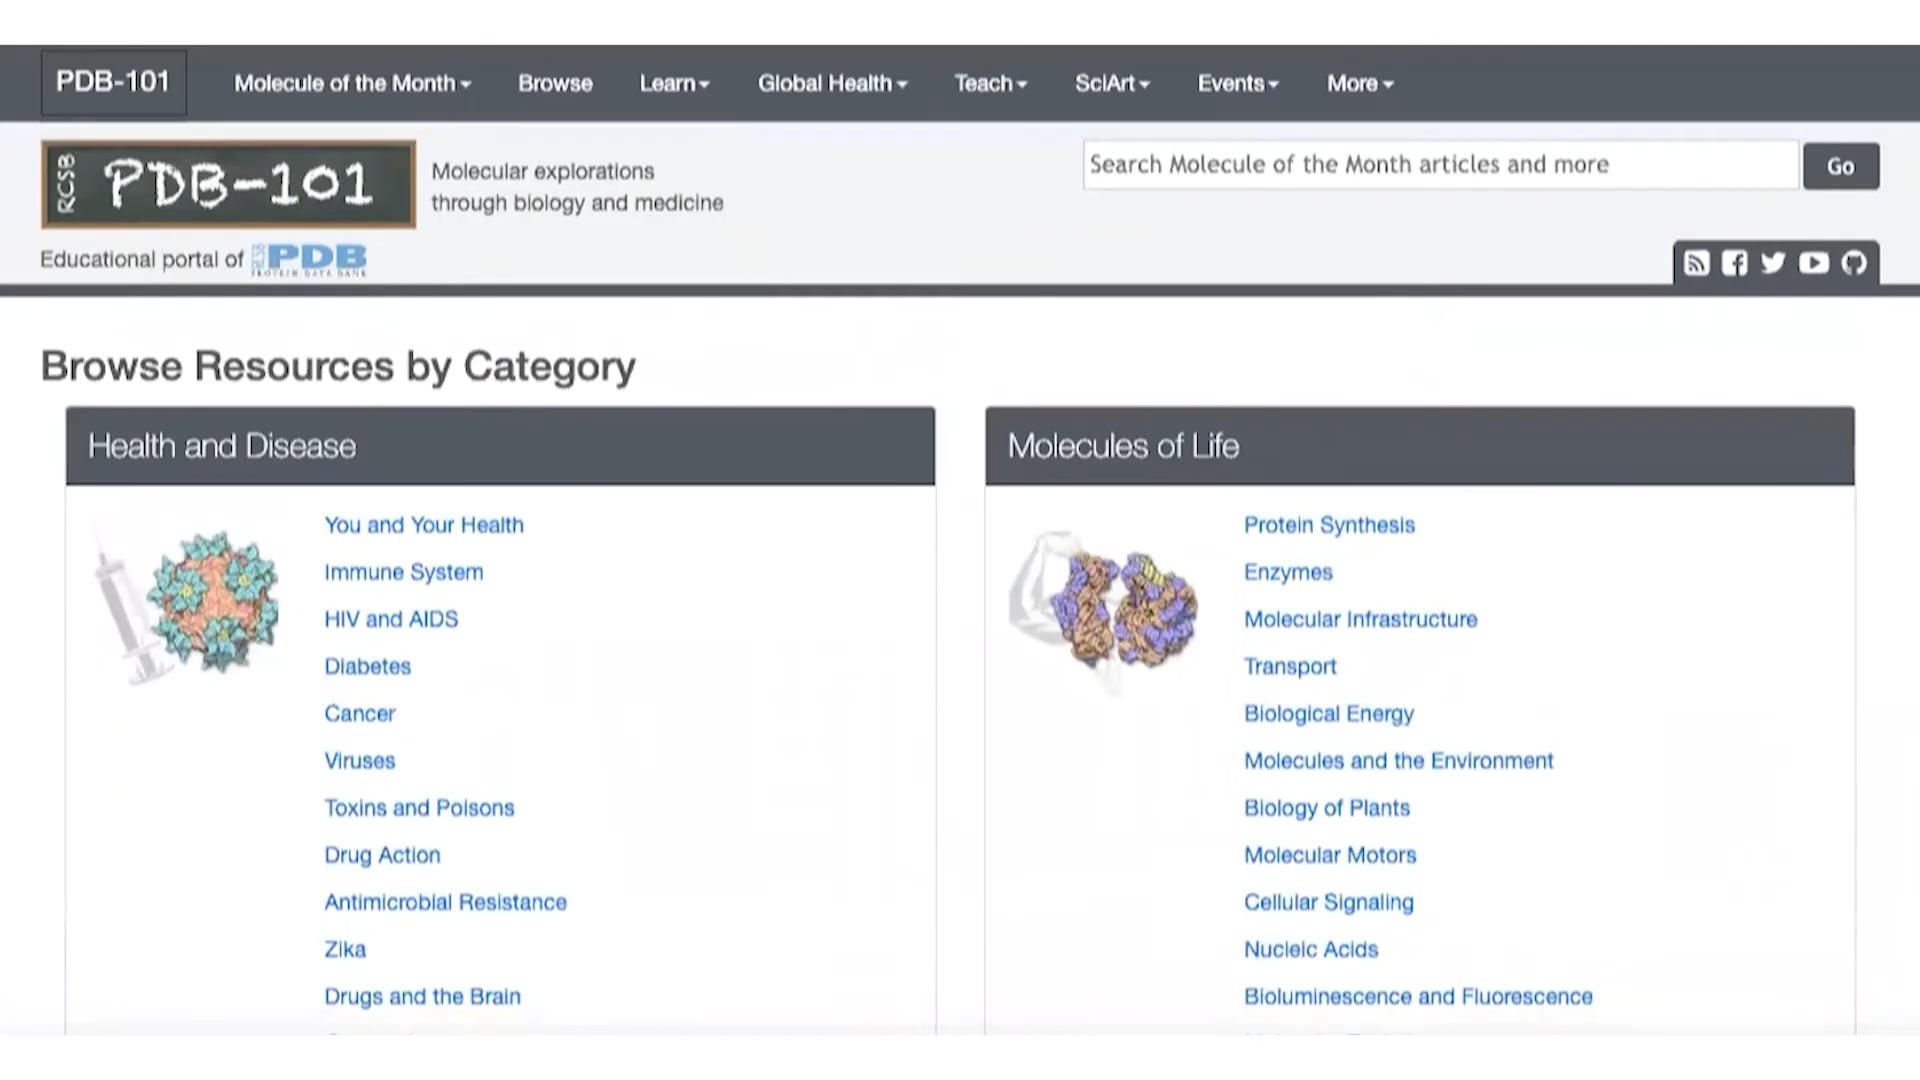 PDB-101 Molecule of the Month Browse Learn Global Health Teach SciArt Events More
RCSB PDB-101
Molecular explorations
through biology and medicine
Search Molecule of the Month articles and more Go
Educational portal of RCSB PDB
PROTEIN DATA BANK
Browse Resources by Category
Health and Disease
You and Your Health
Immune System
HIV and AIDS
Diabetes
Cancer
Viruses
Toxins and Poisons
Drug Action
Antimicrobial Resistance
Zika
Drugs and the Brain
Molecules of Life
Protein Synthesis
Enzymes
Molecular Infrastructure
Transport
Biological Energy
Molecules and the Environment
Biology of Plants
Molecular Motors
Cellular Signaling
Nucleic Acids
Bioluminescence and Fluorescence